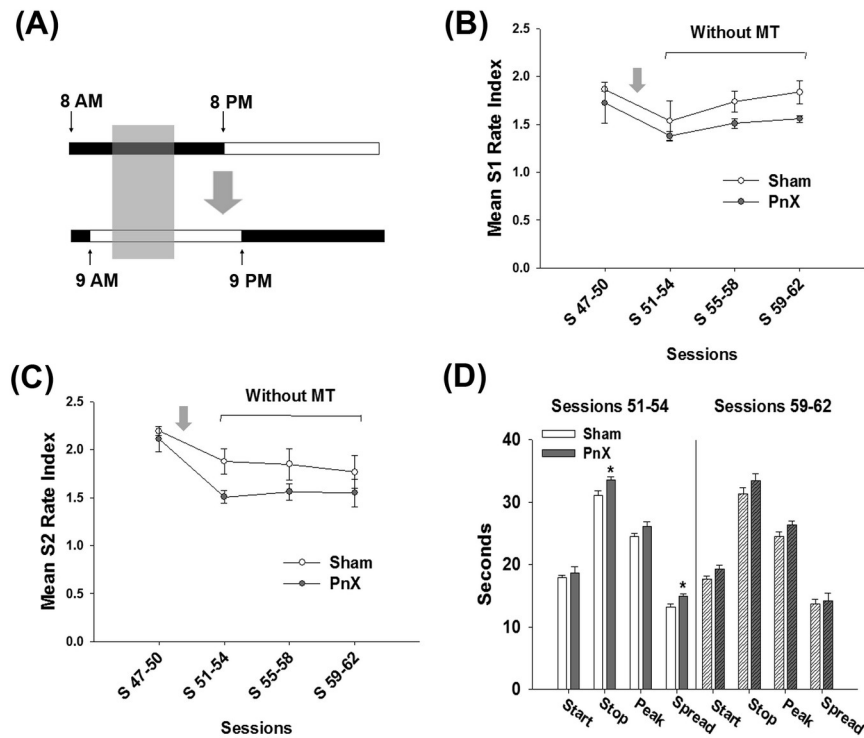 (A)
8 AM
8 PM
9 AM
9 PM
(B)
Without MT
Mean S1 Rate Index
2.5
2.0
1.5
1.0
0.5
0.0
Sham
PnX
S 47-50
S 51-54
S 55-58
S 59-62
Sessions
(C)
Without MT
Mean S2 Rate Index
2.5
2.0
1.5
1.0
0.5
0.0
Sham
PnX
S 47-50
S 51-54
S 55-58
S 59-62
Sessions
(D)
Sessions 51-54
Sessions 59-62
Sham
PnX
Seconds
40
30
20
10
0
*
*
Start
Stop
Peak
Spread
Start
Stop
Peak
Spread